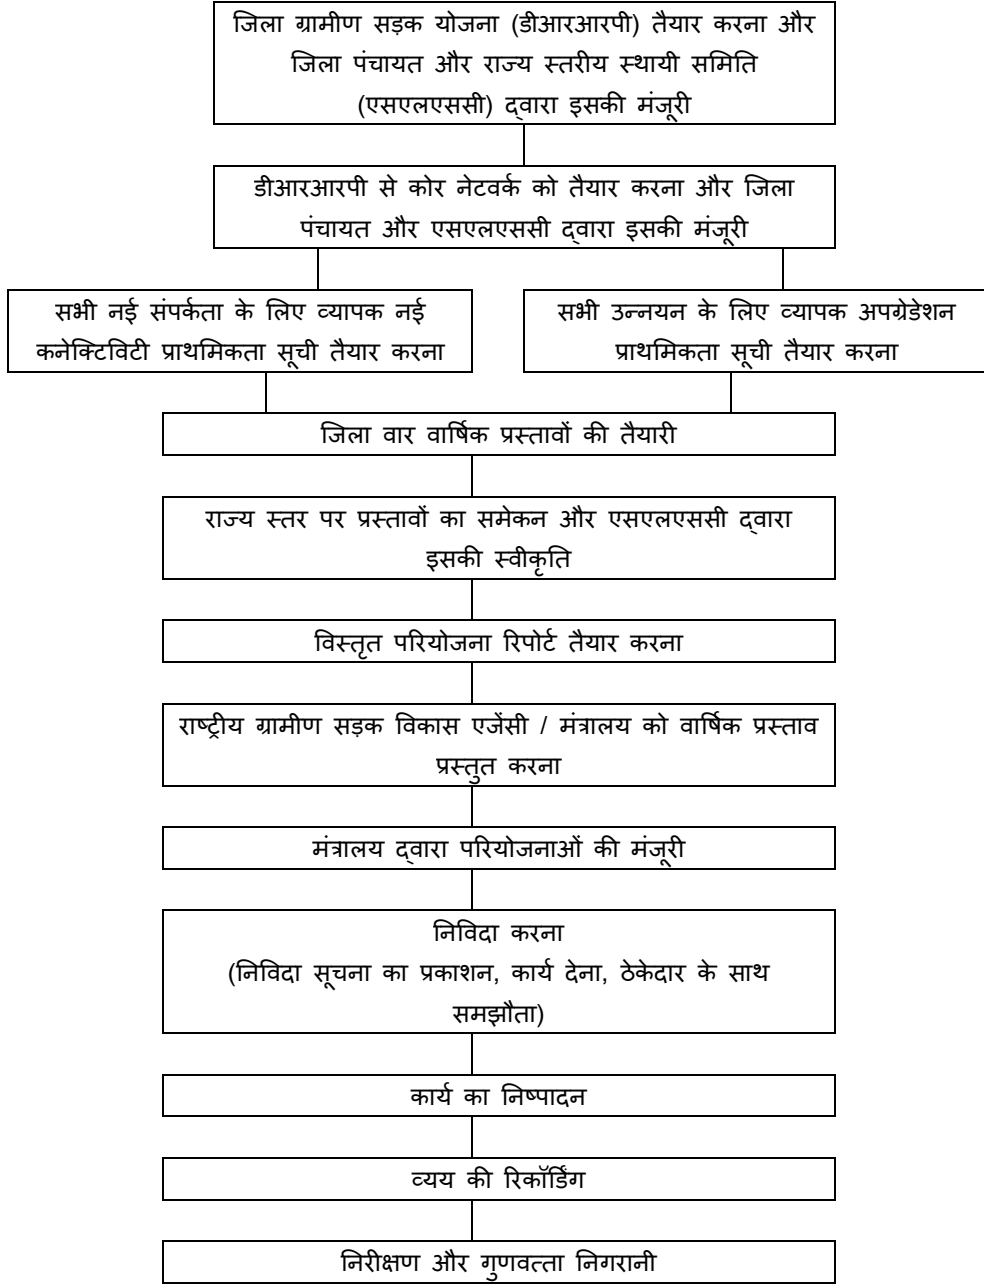 जिला ग्रामीण सड़क योजना (डीआरआरपी) तैयार करना और
जिला पंचायत और राज्य स्तरीय स्थायी समिति
(एसएलएससी) द्वारा इसकी मंजूरी
डीआरआरपी से कोर नेटवर्क को तैयार करना और जिला
पंचायत और एसएलएससी द्वारा इसकी मंजूरी
सभी नई संपर्कता के लिए व्यापक नई
कनेक्टिविटी प्राथमिकता सूची तैयार करना
सभी उन्नयन के लिए व्यापक अपग्रेडेशन
प्राथमिकता सूची तैयार करना
जिला वार वार्षिक प्रस्तावों की तैयारी
राज्य स्तर पर प्रस्तावों का समेकन और एसएलएससी द्वारा
इसकी स्वीकृति
विस्तृत परियोजना रिपोर्ट तैयार करना
राष्ट्रीय ग्रामीण सड़क विकास एजेंसी / मंत्रालय को वार्षिक प्रस्ताव
प्रस्तुत करना
मंत्रालय द्वारा परियोजनाओं की मंजूरी
निविदा करना
(निविदा सूचना का प्रकाशन, कार्य देना, ठेकेदार के साथ
समझौता)
कार्य का निष्पादन
व्यय की रिकॉर्डिंग
निरीक्षण और गुणवत्ता निगरानी